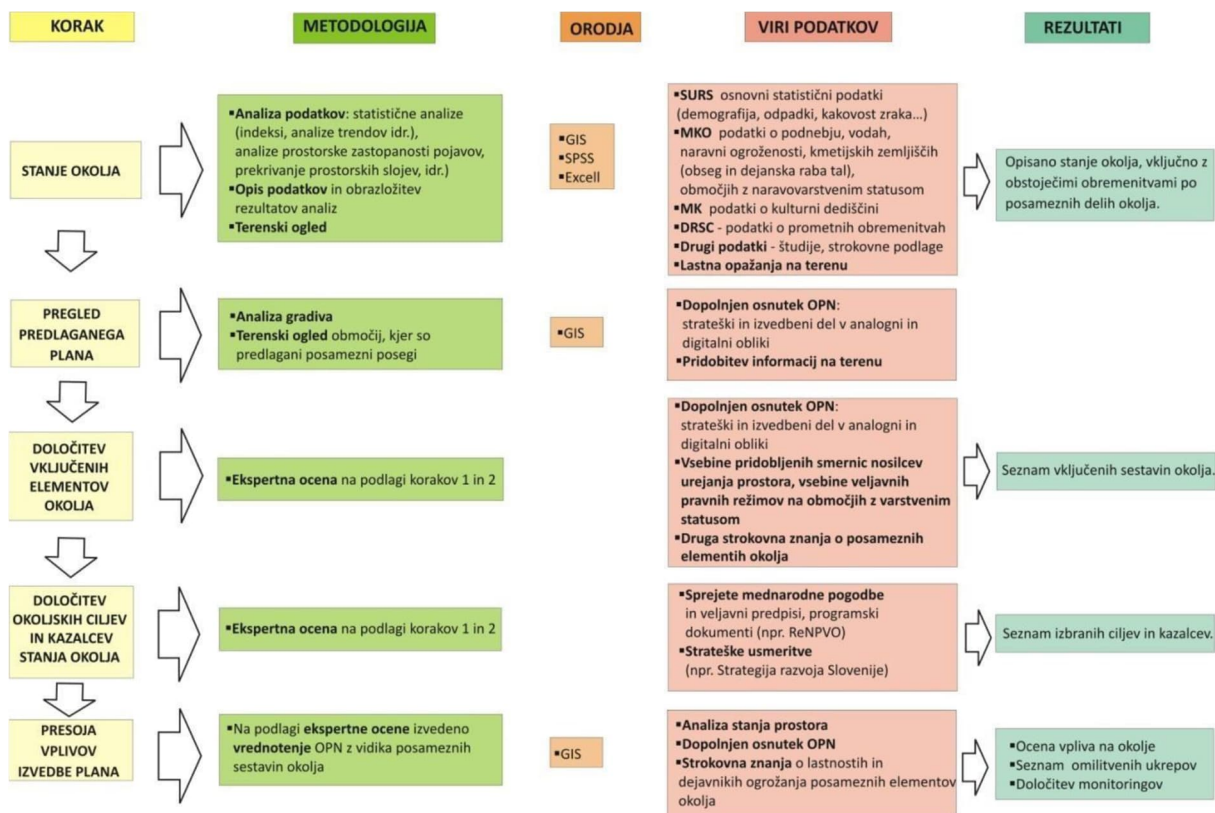 KORAK
METODOLOGIJA
ORODJA
VIRI PODATKOV
REZULTATI
STANJE OKOLJA
▪Analiza podatkov: statistične analize
(indeksi, analize trendov idr.),
analize prostorske zastopanosti pojavov,
prekrivanje prostorskih slojev, idr.)
▪Opis podatkov in obrazložitev
rezultatov analiz
▪Terenski ogled
▪GIS
▪SPSS
▪Excell
▪SURS osnovni statistični podatki
(demografija, odpadki, kakovost zraka...)
▪MKO podatki o podnebju, vodah,
naravni ogroženosti, kmetijskih zemljiščih
(obseg in dejanska raba tal),
območjih z naravovarstvenim statusom
▪MK podatki o kulturni dediščini
▪DRSC - podatki o prometnih obremenitvah
▪Drugi podatki - študije, strokovne podlage
▪Lastna opažanja na terenu
Opisano stanje okolja, vključno z
obstoječimi obremenitvami po
posameznih delih okolja.
PREGLED
PREDLAGANEGA
PLANA
▪Analiza gradiva
▪Terenski ogled območij, kjer so
predlagani posamezni posegi
▪GIS
▪Dopolnjen osnutek OPN:
strateški in izvedbeni del v analogni in
digitalni obliki
▪Pridobitev informacij na terenu
DOLOČITEV
VKLJUČENIH
ELEMENTOV
OKOLJA
▪Ekspertna ocena na podlagi korakov 1 in 2
▪Dopolnjen osnutek OPN:
strateški in izvedbeni del v analogni in
digitalni obliki
▪Vsebine pridobljenih smernic nosilcev
urejanja prostora, vsebine veljavnih
pravnih režimov na območjih z varstvenim
statusom
▪Druga strokovna znanja o posameznih
elementih okolja
Seznam vključenih sestavin okolja.
DOLOČITEV
OKOLJSKIH CILJEV
IN KAZALCEV
STANJA OKOLJA
▪Ekspertna ocena na podlagi korakov 1 in 2
▪Sprejete mednarodne pogodbe
in veljavni predpisi, programski
dokumenti (npr. ReNPVO)
▪Strateške usmeritve
(npr. Strategija razvoja Slovenije)
Seznam izbranih ciljev in kazalcev.
PRESOJA
VPLIVOV
IZVEDBE PLANA
▪Na podlagi ekspertne ocene izvedeno
vrednotenje OPN z vidika posameznih
sestavin okolja
▪GIS
▪Analiza stanja prostora
▪Dopolnjen osnutek OPN
▪Strokovna znanja o lastnostih in
dejavnikih ogrožanja posameznih elementov
okolja
▪Ocena vpliva na okolje
▪Seznam omilitvenih ukrepov
▪Določitev monitoringov